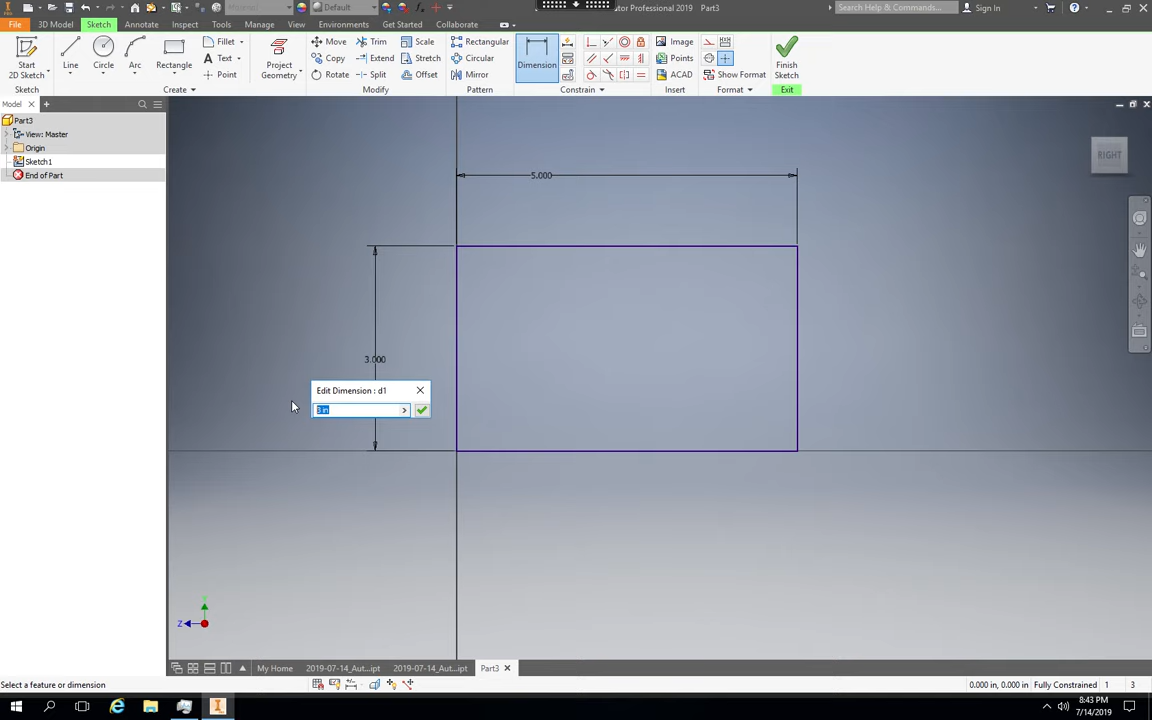 Material
Default
utor Professional 2019 Part3
Search Help & Commands...
Sign In
File 3D Model Sketch Annotate Inspect Tools Manage View Environments Get Started Collaborate
Start
2D Sketch
Line
Circle
Arc
Rectangle
Fillet
Text
Point
Project
Geometry
Move
Copy
Rotate
Trim
Extend
Split
Scale
Stretch
Offset
Rectangular
Circular
Mirror
Dimension
Image
Points
ACAD
Show Format
Finish
Sketch
Sketch Create Modify Pattern Constrain Insert Format Exit
Model
Part3
View: Master
Origin
Sketch1
End of Part
RIGHT
5.000
3.000
Edit Dimension : d1
3 in
Y
Z
My Home 2019-07-14_Aut...ipt 2019-07-14_Aut...ipt Part3
Select a feature or dimension
0.000 in, 0.000 in Fully Constrained 1 3
8:43 PM
7/14/2019